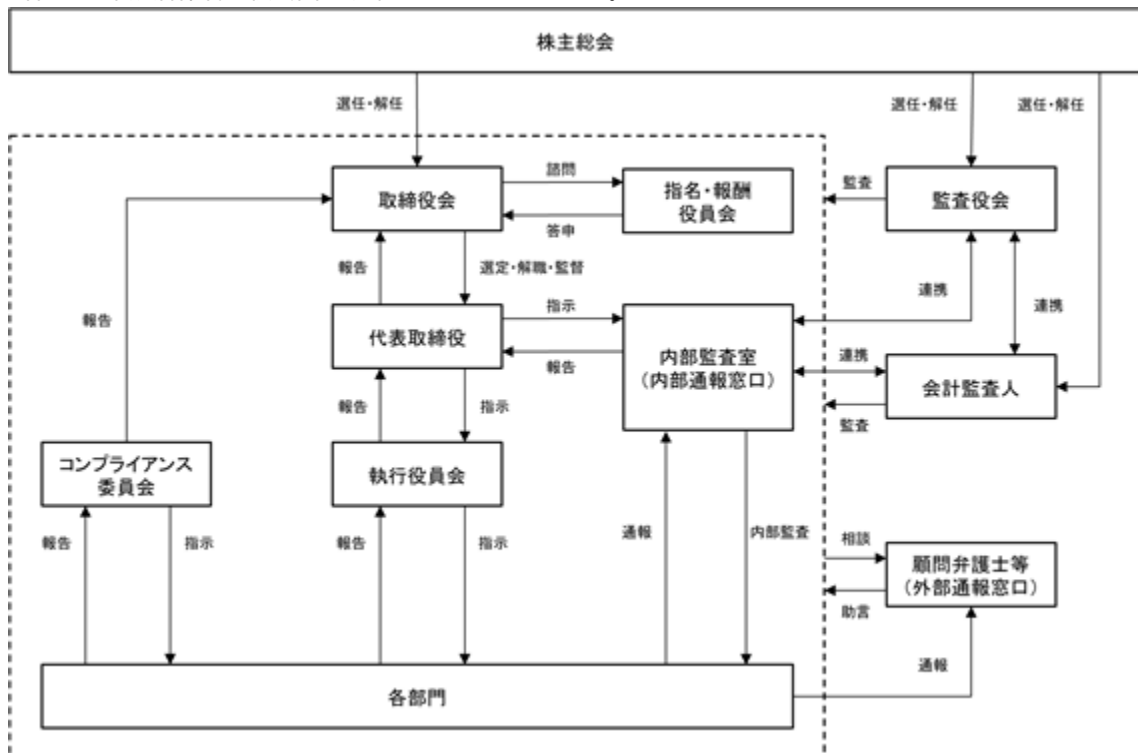 株主総会
選任・解任
選任・解任
選任・解任
取締役会
諮問
答申
指名・報酬
役員会
監査
監査役会
報告
選定・解職・監督
連携
連携
報告
代表取締役
指示
報告
内部監査室
（内部通報窓口）
連携
監査
会計監査人
報告
指示
コンプライアンス
委員会
執行役員会
報告
指示
報告
指示
通報
内部監査
相談
助言
顧問弁護士等
（外部通報窓口）
通報
各部門